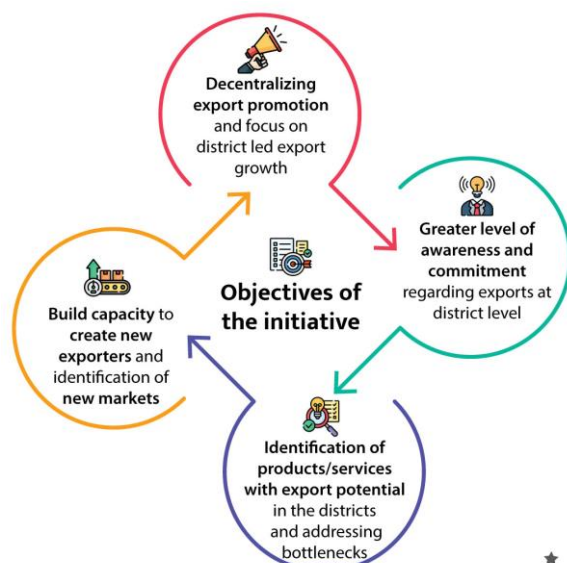 Decentralizing
export promotion
and focus on
district led export
growth
Greater level of
awareness and
commitment
regarding exports at
district level
Objectives of
the initiative
Build capacity to
create new
exporters and
identification of
new markets
Identification of
products/services
with export potential
in the districts
and addressing
bottlenecks